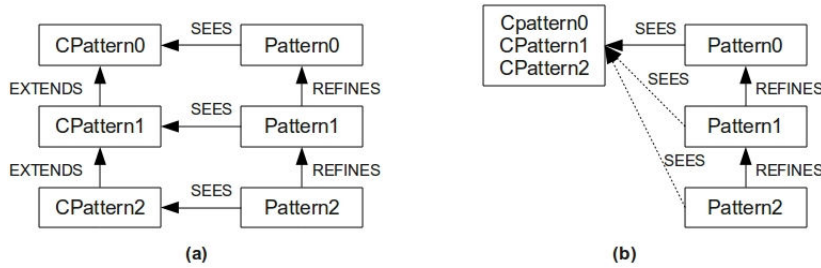 CPattern0
SEES
Pattern0
EXTENDS
REFINES
CPattern1
SEES
Pattern1
EXTENDS
REFINES
CPattern2
SEES
Pattern2
(a)
Cpattern0
CPattern1
CPattern2
SEES
Pattern0
SEES
REFINES
Pattern1
SEES
REFINES
Pattern2
(b)